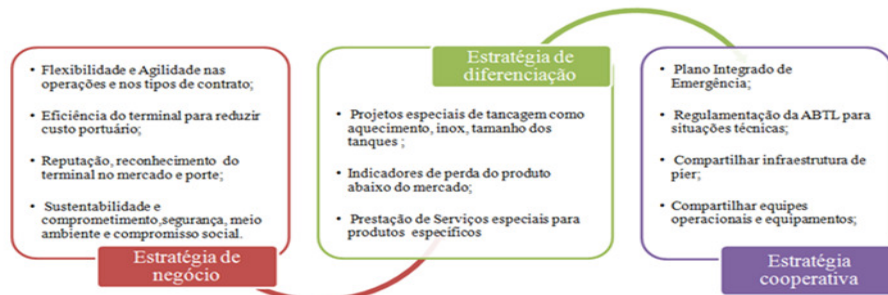 • Flexibilidade e Agilidade nas
operações e nos tipos de contrato;
• Eficiência do terminal para reduzir
custo portuário;
• Reputação, reconhecimento do
terminal no mercado e porte;
• Sustentabilidade e
comprometimento,segurança, meio
ambiente e compromisso social.
Estratégia de
negócio
Estratégia de
diferenciação
• Projetos especiais de tancagem como
aquecimento, inox, tamanho dos
tanques ;
• Indicadores de perda do produto
abaixo do mercado;
• Prestação de Serviços especiais para
produtos específicos
• Plano Integrado de
Emergência;
• Regulamentação da ABTL para
situações técnicas;
• Compartilhar infraestrutura de
pier;
• Compartilhar equipes
operacionais e equipamentos;
Estratégia
cooperativa